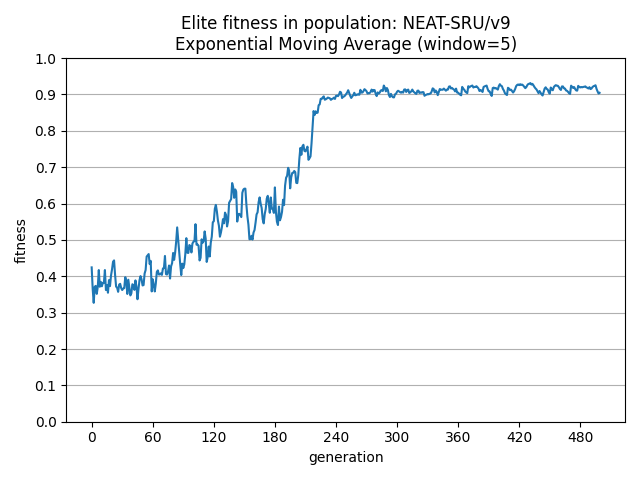 Elite fitness in population: NEAT-SRU/v9
Exponential Moving Average (window=5)
1.0
0.9
0.8
0.7
0.6
0.5
0.4
0.3
0.2
0.1
0.0
fitness
0 60 120 180 240 300 360 420 480
generation